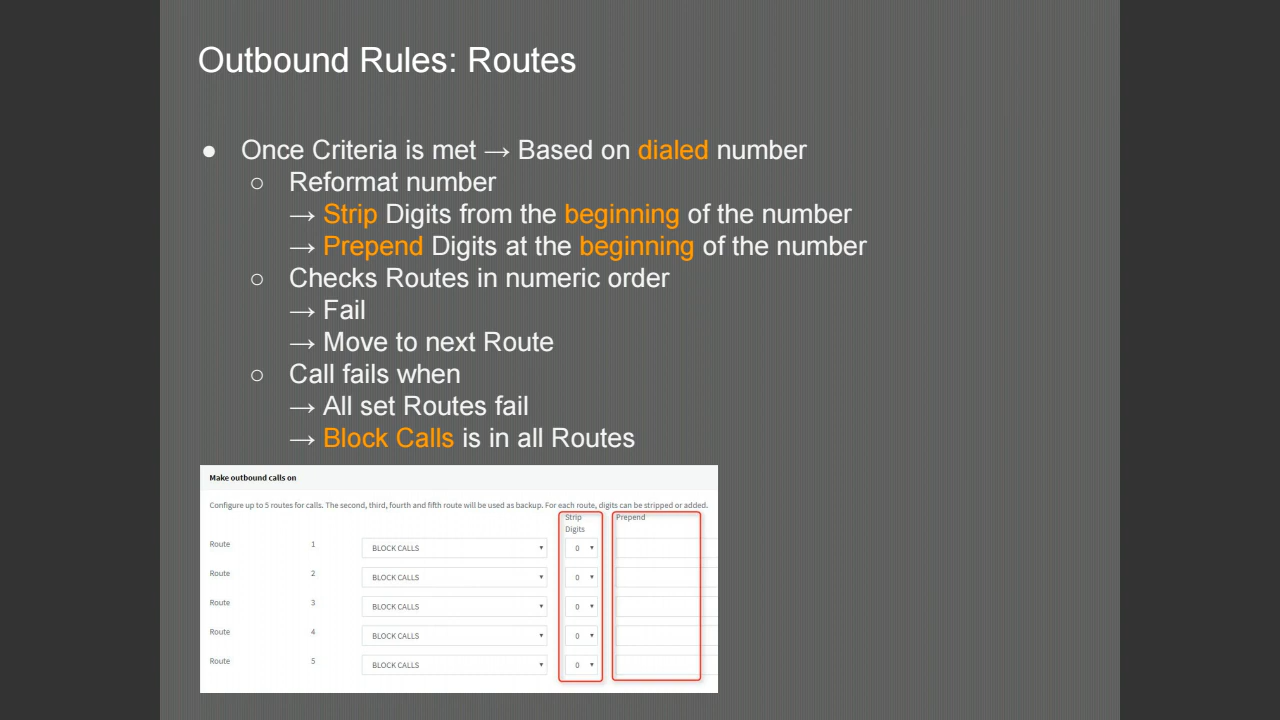 Outbound Rules: Routes
● Once Criteria is met → Based on dialed number
○ Reformat number
→ Strip Digits from the beginning of the number
→ Prepend Digits at the beginning of the number
○ Checks Routes in numeric order
→ Fail
→ Move to next Route
○ Call fails when
→ All set Routes fail
→ Block Calls is in all Routes
Make outbound calls on
Configure up to 5 routes for calls. The second, third, fourth and fifth route will be used as backup. For each route, digits can be stripped or added.
Strip Digits Prepend
Route 1 BLOCK CALLS 0
Route 2 BLOCK CALLS 0
Route 3 BLOCK CALLS 0
Route 4 BLOCK CALLS 0
Route 5 BLOCK CALLS 0